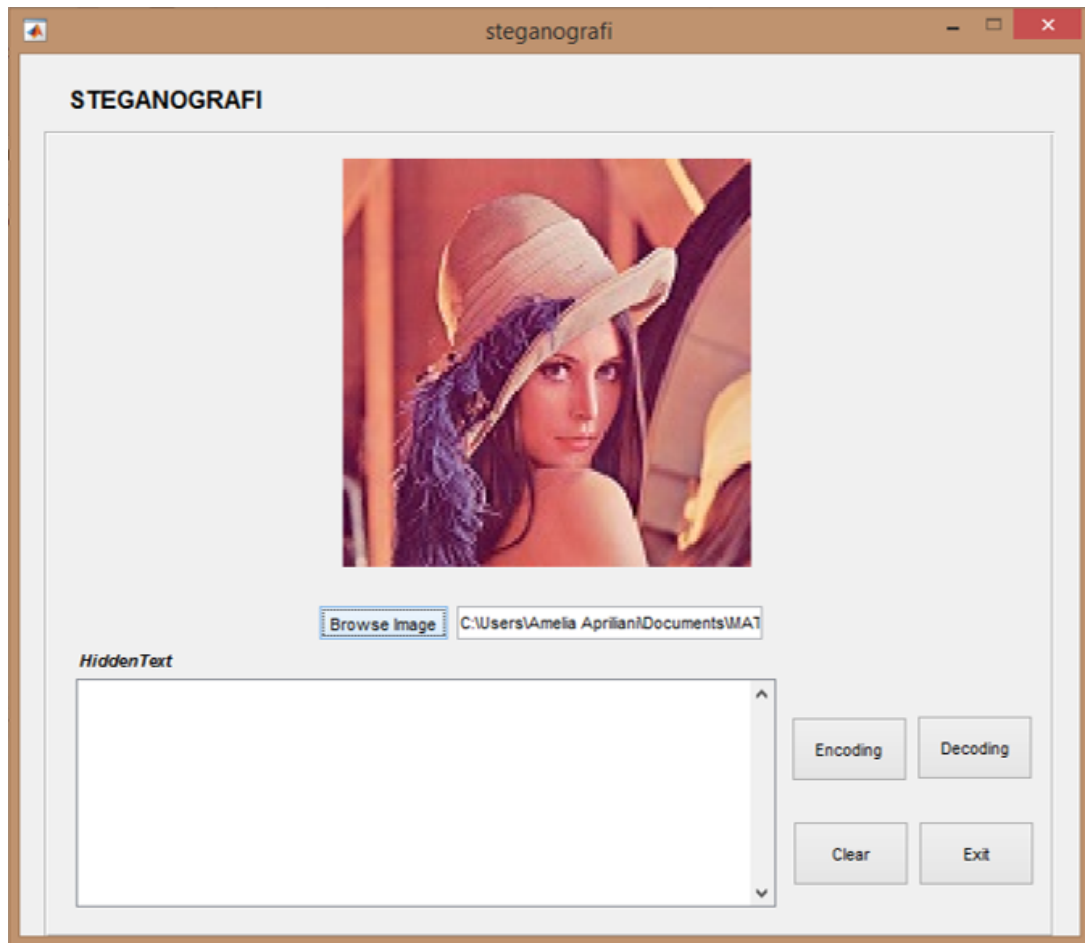 steganografi
STEGANOGRAFI
Browse Image C:\Users\Amelia Apriliani\Documents\MAT
HiddenText
Encoding Decoding
Clear Exit